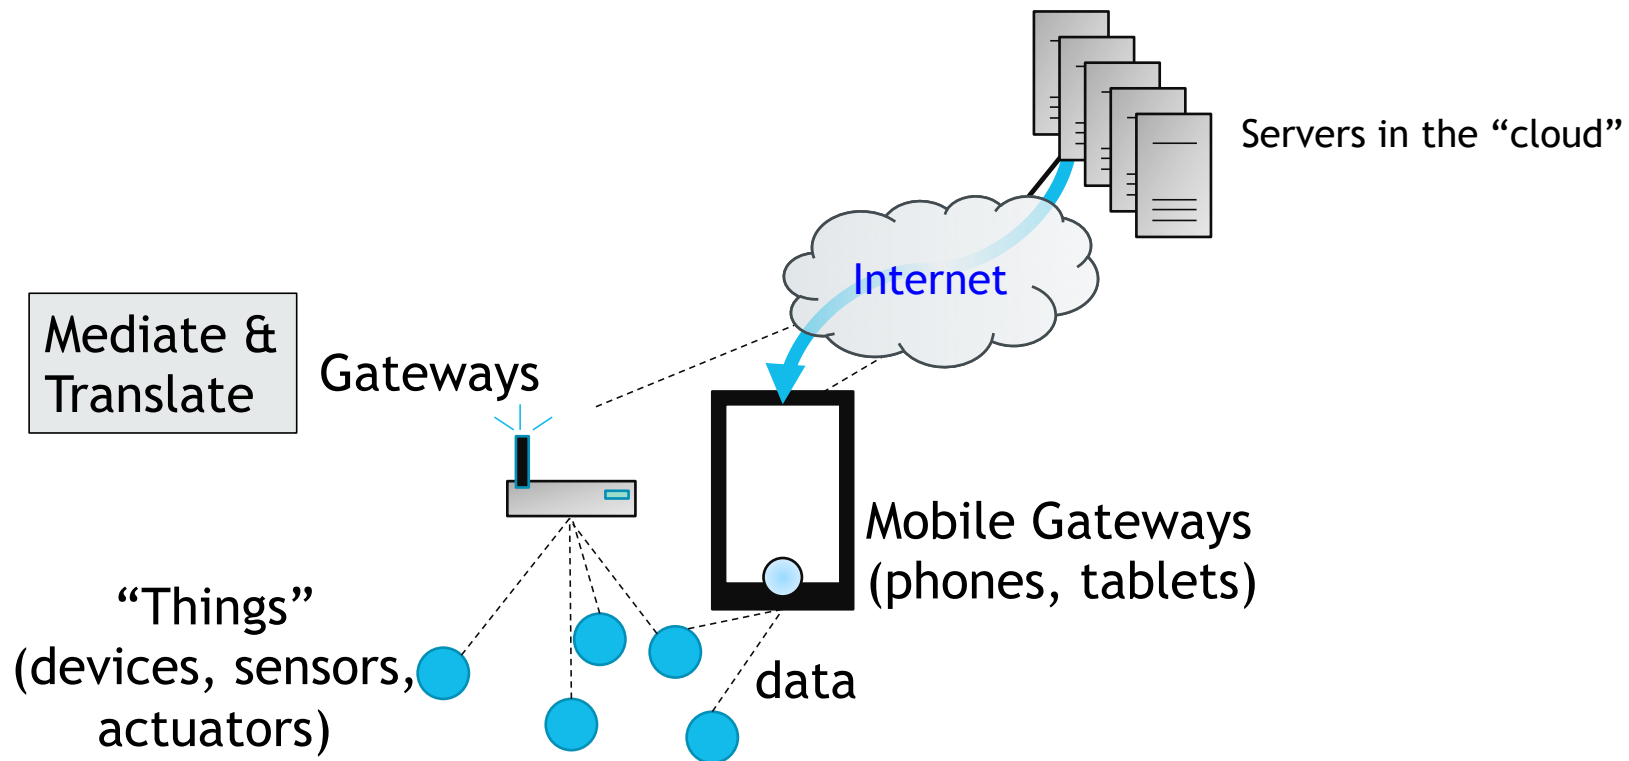 Servers in the “cloud”
Internet
Mediate &
Translate
Gateways
Mobile Gateways
(phones, tablets)
“Things”
(devices, sensors,
actuators)
data